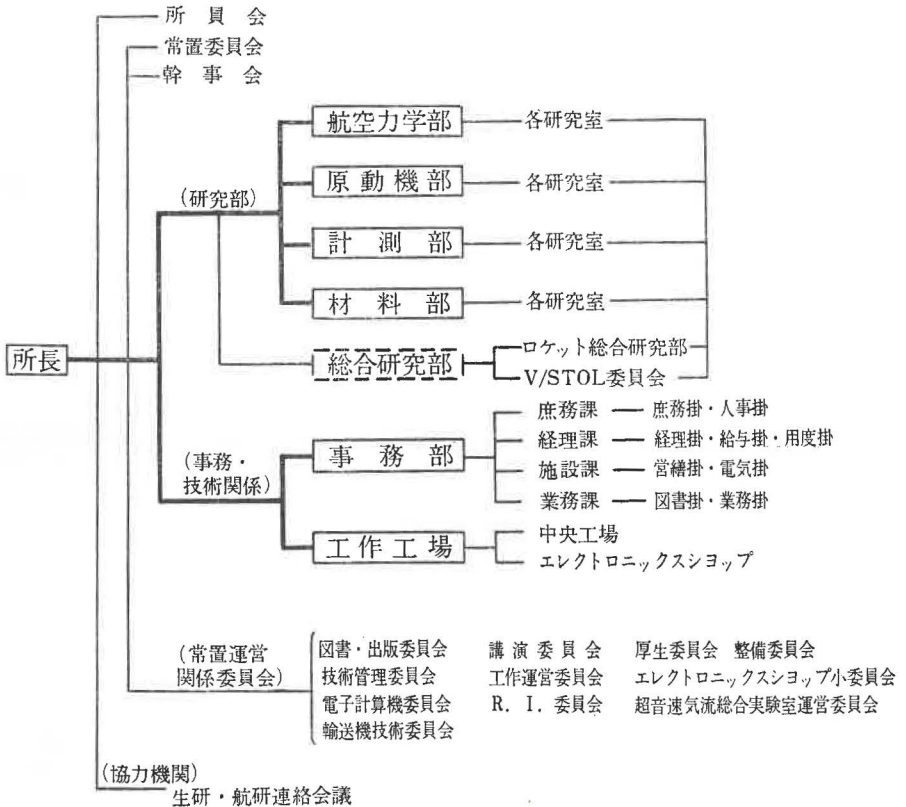 所員会
常置委員会
幹事会
航空力学部 各研究室
(研究部)
原動機部 各研究室
計測部 各研究室
材料部 各研究室
所長
総合研究部
ロケット総合研究部
V/STOL委員会
(事務・
技術関係)
事務部
庶務課 庶務掛・人事掛
経理課 経理掛・給与掛・用度掛
施設課 営繕掛・電気掛
業務課 図書掛・業務掛
工作工場
中央工場
エレクトロニックスショップ
(常置運営
関係委員会)
図書・出版委員会 講演委員会 厚生委員会 整備委員会
技術管理委員会 工作運営委員会 エレクトロニックスショップ小委員会
電子計算機委員会 R.I.委員会 超音速気流総合実験室運営委員会
輸送機技術委員会
(協力機関)
生研・航研連絡会議